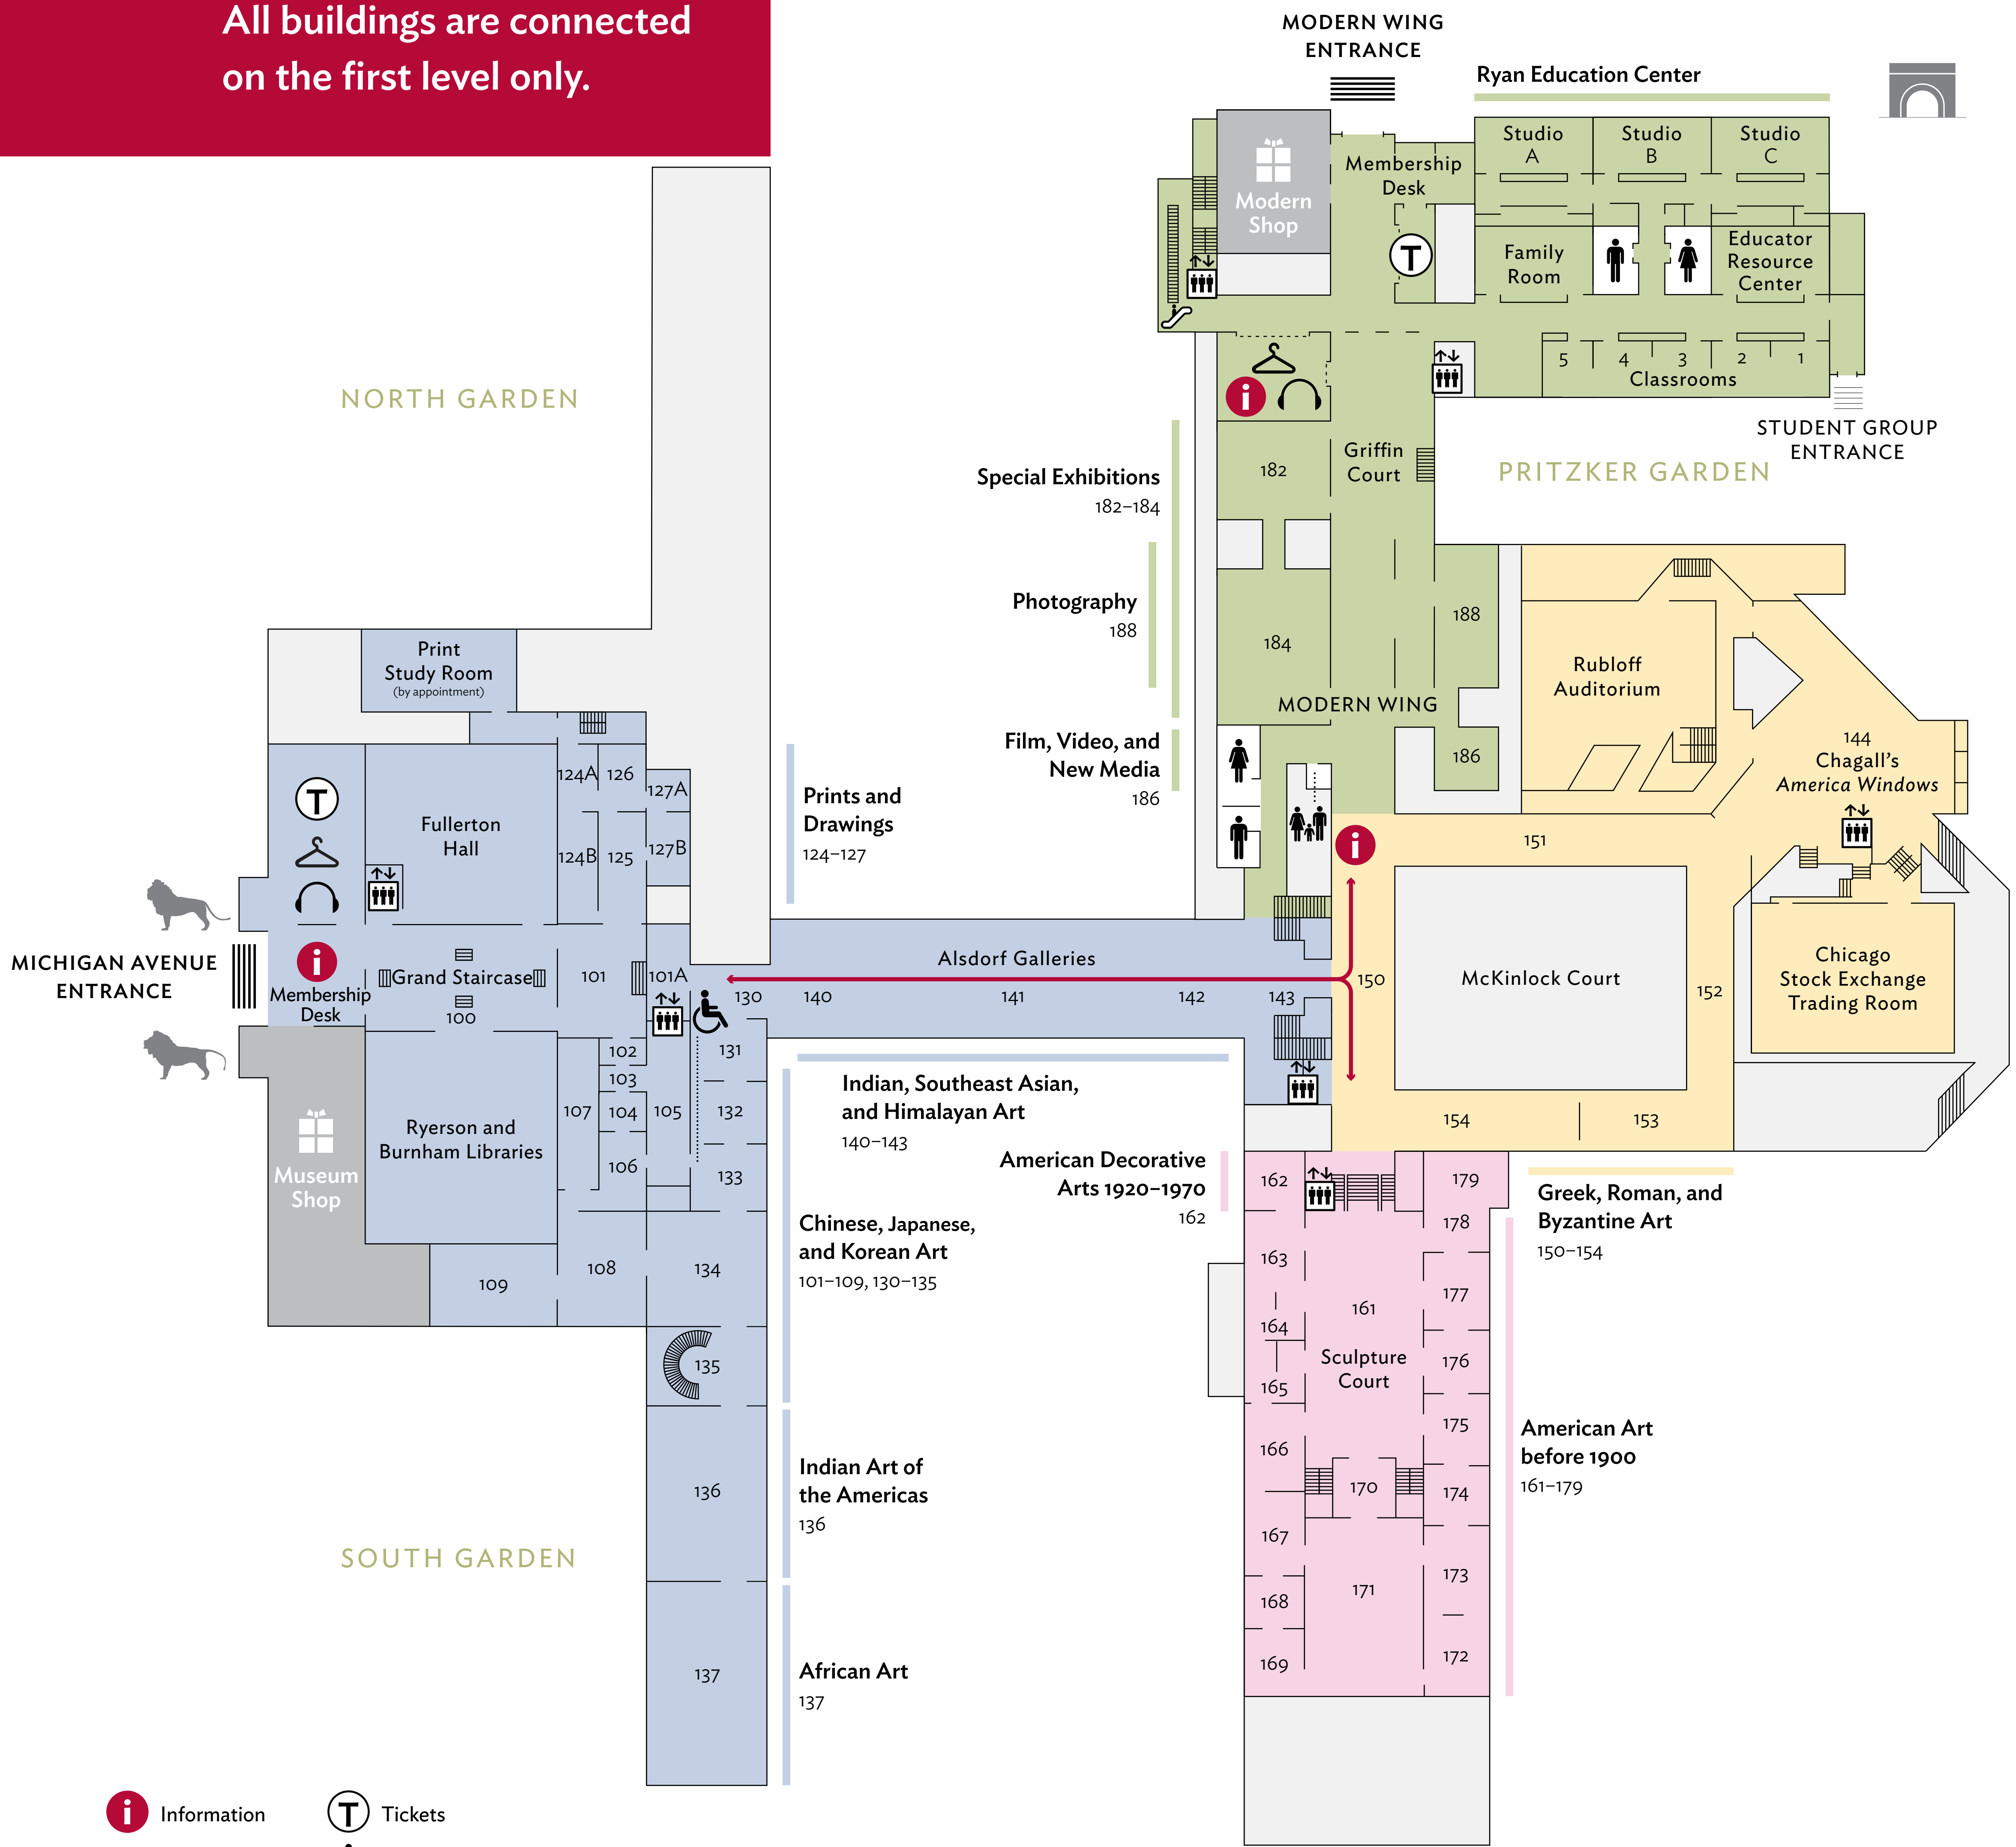 All buildings are connected
on the first level only.
MODERN WING
ENTRANCE
Ryan Education Center
Studio
A
Studio
B
Studio
C
Membership
Desk
Modern
Shop
T
Family
Room
Educator
Resource
Center
5
4
3
2
1
Classrooms
STUDENT GROUP
ENTRANCE
NORTH GARDEN
i
Griffin
Court
PRITZKER GARDEN
Special Exhibitions
182–184
182
Photography
188
184
188
MODERN WING
Rubloff
Auditorium
Film, Video, and
New Media
186
186
144
Chagall's
America Windows
Print
Study Room
(by appointment)
124A
126
127A
T
Fullerton
Hall
124B
125
127B
Prints and
Drawings
124–127
i
151
MICHIGAN AVENUE
ENTRANCE
i
Membership
Desk
Grand Staircase
100
101
101A
130
140
Alsdorf Galleries
141
142
143
150
McKinlock Court
152
Chicago
Stock Exchange
Trading Room
102
103
104
105
106
107
131
132
133
Ryerson and
Burnham Libraries
Museum
Shop
Indian, Southeast Asian,
and Himalayan Art
140–143
154
153
American Decorative
Arts 1920–1970
162
162
179
178
Greek, Roman, and
Byzantine Art
150–154
Chinese, Japanese,
and Korean Art
101–109, 130–135
109
108
134
135
163
164
165
161
Sculpture
Court
177
176
175
166
170
174
167
171
173
168
169
172
American Art
before 1900
161–179
136
Indian Art of
the Americas
136
SOUTH GARDEN
137
African Art
137
i Information
T Tickets